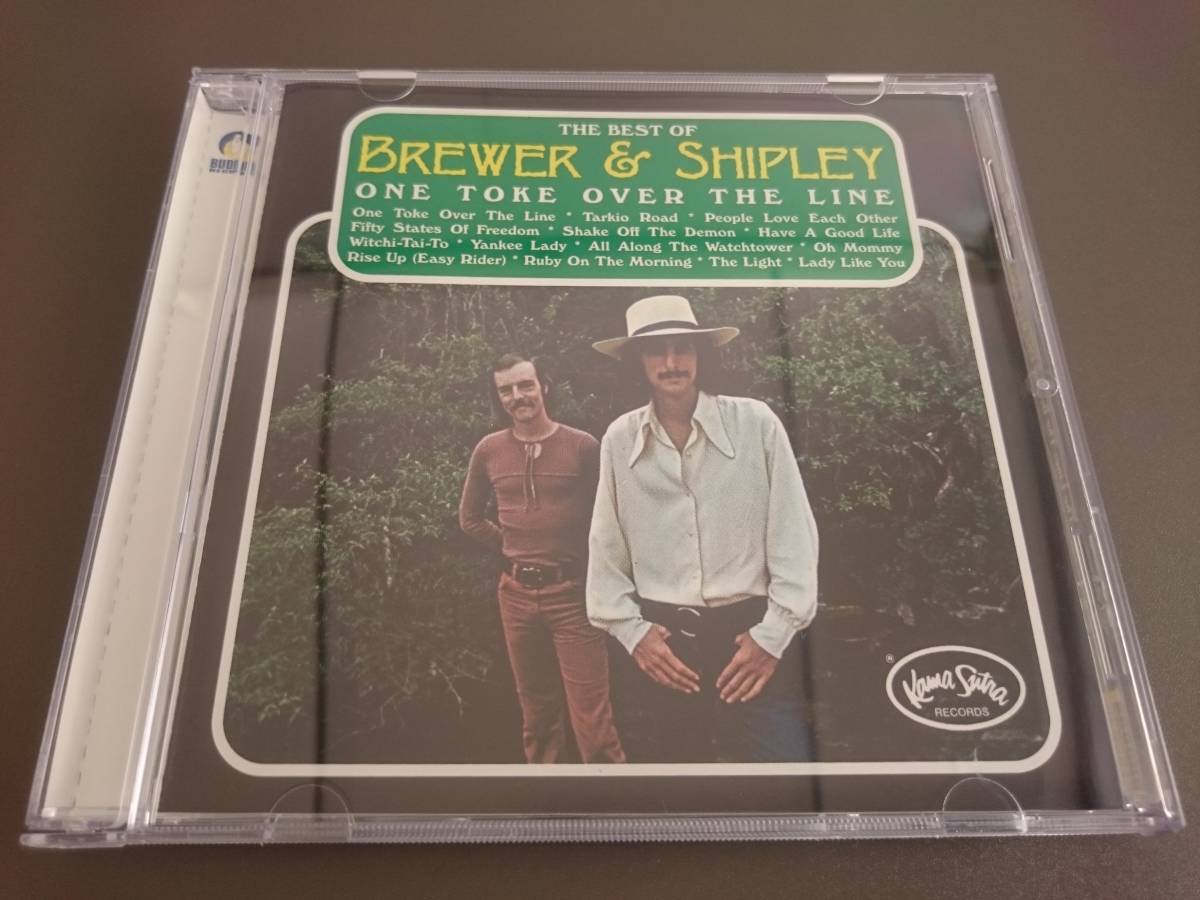 THE BEST OF
BREWER & SHIPLEY
ONE TOKE OVER THE LINE
One Toke Over The Line * Tarkio Road * People Love Each Other
Fifty States Of Freedom * Shake Off The Demon * Have A Good Life
Witchi-Tai-To * Yankee Lady * All Along The Watchtower * Oh Mommy
Rise Up (Easy Rider) * Ruby On The Morning * The Light * Lady Like You
®
Kama Sutra
RECORDS